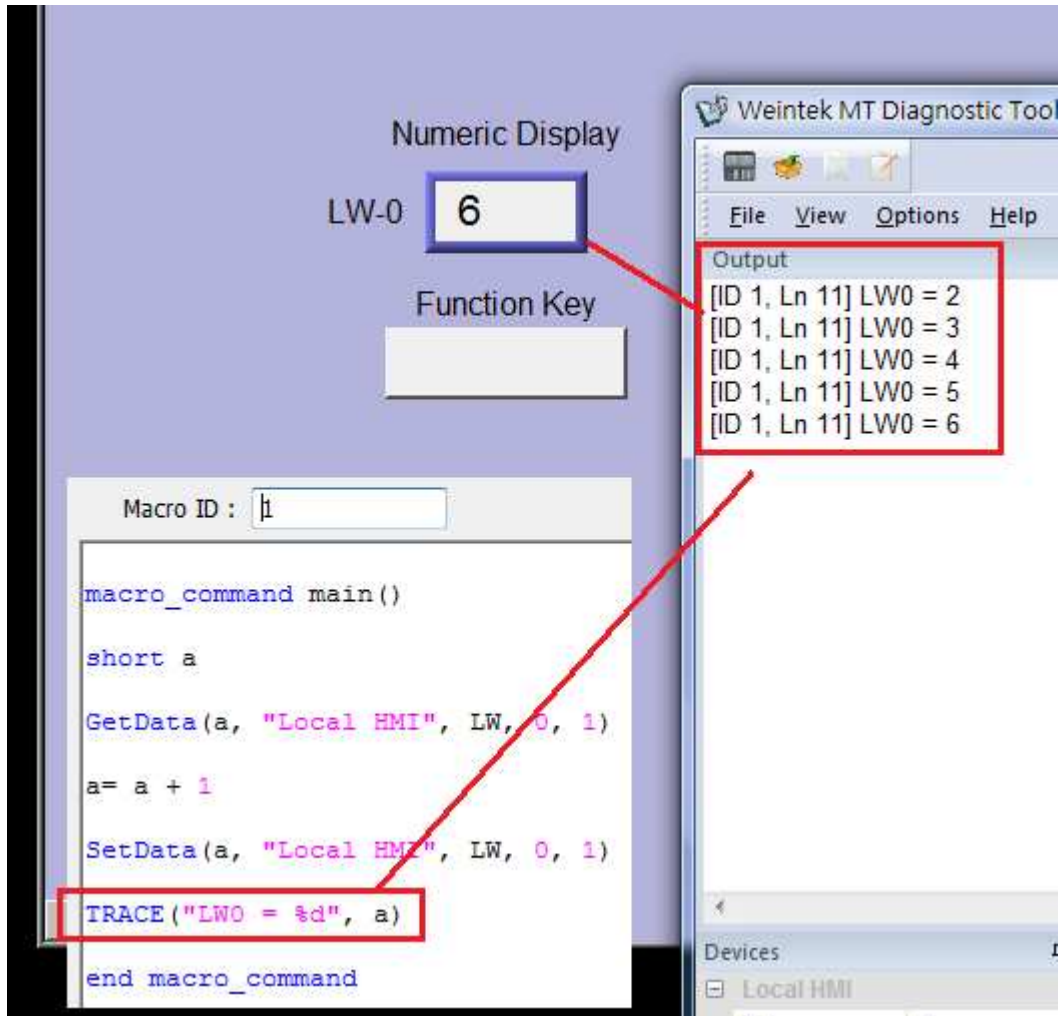 Numeric Display
LW-0 6
Function Key
Macro ID : 1
macro_command main()
short a
GetData(a, "Local HMI", LW, 0, 1)
a= a + 1
SetData(a, "Local HMI", LW, 0, 1)
TRACE("LW0 = %d", a)
end macro_command
Weintek MT Diagnostic Tool
File View Options Help
Output
[ID 1, Ln 11] LW0 = 2
[ID 1, Ln 11] LW0 = 3
[ID 1, Ln 11] LW0 = 4
[ID 1, Ln 11] LW0 = 5
[ID 1, Ln 11] LW0 = 6
Devices
Local HMI